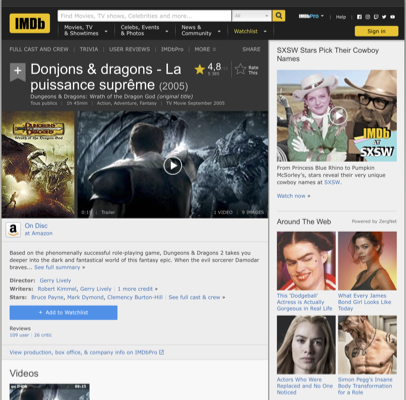 IMDb
Find Movies, TV shows, Celebrities and more...
All
IMDbPro
Help
Movies, TV
& Showtimes
Celebs, Events
& Photos
News &
Community
Watchlist
Sign in
FULL CAST AND CREW | TRIVIA | USER REVIEWS | IMDbPro | MORE
SHARE
Donjons & dragons - La
puissance suprême (2005)
4,8
Rate
This
Dungeons & Dragons: Wrath of the Dragon God (original title)
Tous publics | 1h 45min | Action, Adventure, Fantasy | TV Movie September 2005
DUNGEONS & DRAGONS
Wrath of the Dragon God
Trailer
1 VIDEO | 9 IMAGES
On Disc
at Amazon
Based on the phenomenally successful role-playing game, Dungeons & Dragons 2 takes you
deeper into the dark and fantastical world of this fantasy epic. When the evil sorcerer Damodar
braves... See full summary »
Director: Gerry Lively
Writers: Robert Kimmel, Gerry Lively | 1 more credit »
Stars: Bruce Payne, Mark Dymond, Clemency Burton-Hill | See full cast & crew »
+ Add to Watchlist
Reviews
109 user | 26 critic
View production, box office, & company info on IMDbPro
Videos
SXSW Stars Pick Their Cowboy
Names
IMDb
AT
SXSW
From Princess Blue Rhino to Pumpkin
McSorley's, stars reveal their very unique
cowboy names at SXSW.
Watch now »
Around The Web
Powered by ZergNet
This 'Dodgeball'
Actress is Actually
Gorgeous in Real Life
What Every James
Bond Girl Looks Like
Today
Actors Who Were
Replaced and No One
Noticed
Simon Pegg's Insane
Body Transformation
for a Role